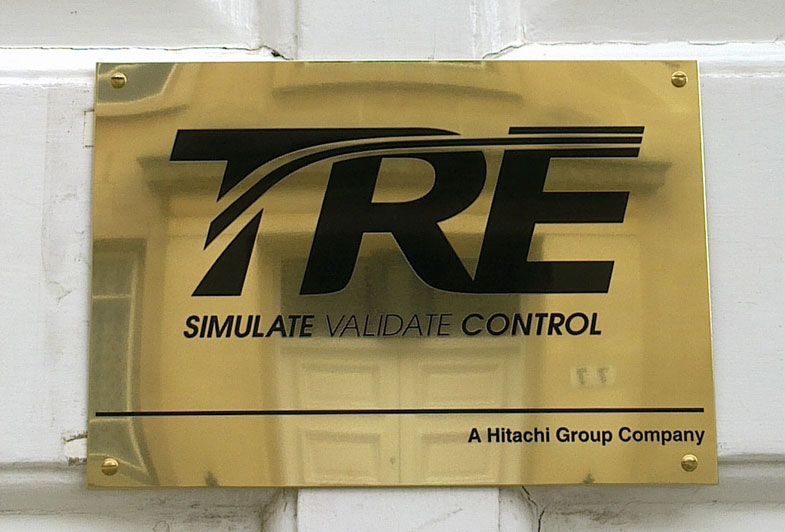 TRE
SIMULATE VALIDATE CONTROL
A Hitachi Group Company